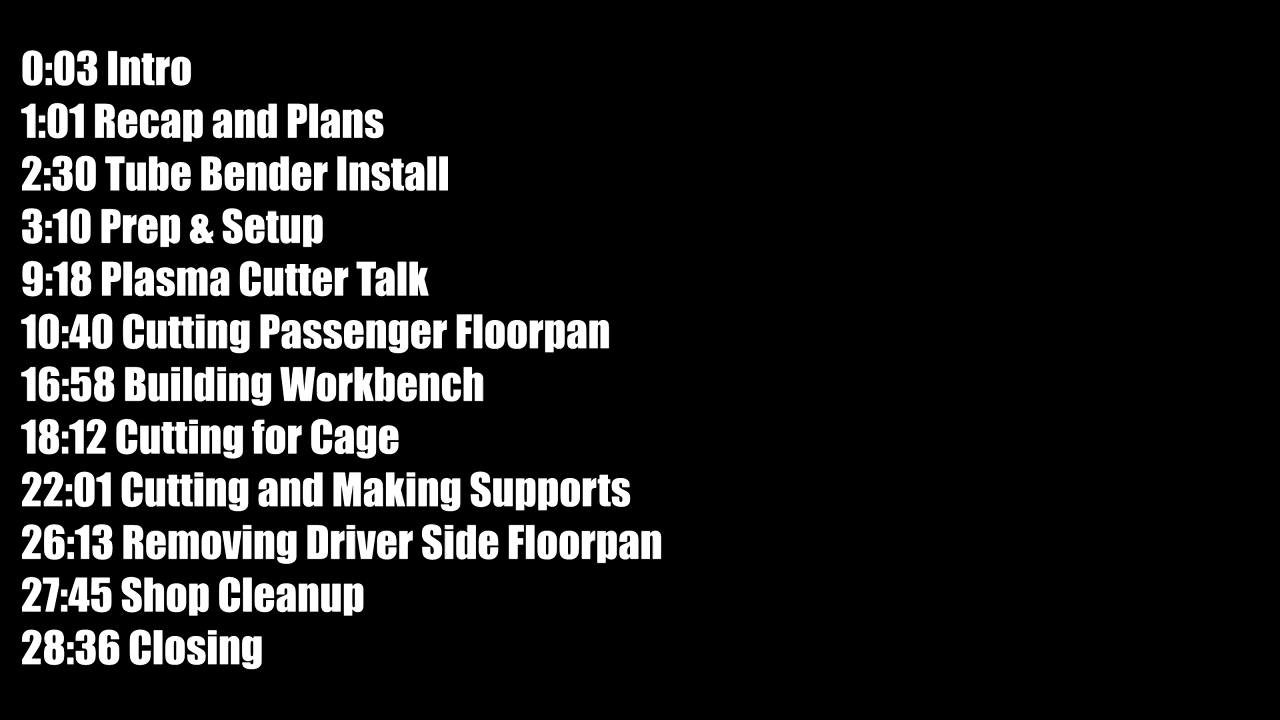 0:03 Intro
1:01 Recap and Plans
2:30 Tube Bender Install
3:10 Prep & Setup
9:18 Plasma Cutter Talk
10:40 Cutting Passenger Floorpan
16:58 Building Workbench
18:12 Cutting for Cage
22:01 Cutting and Making Supports
26:13 Removing Driver Side Floorpan
27:45 Shop Cleanup
28:36 Closing